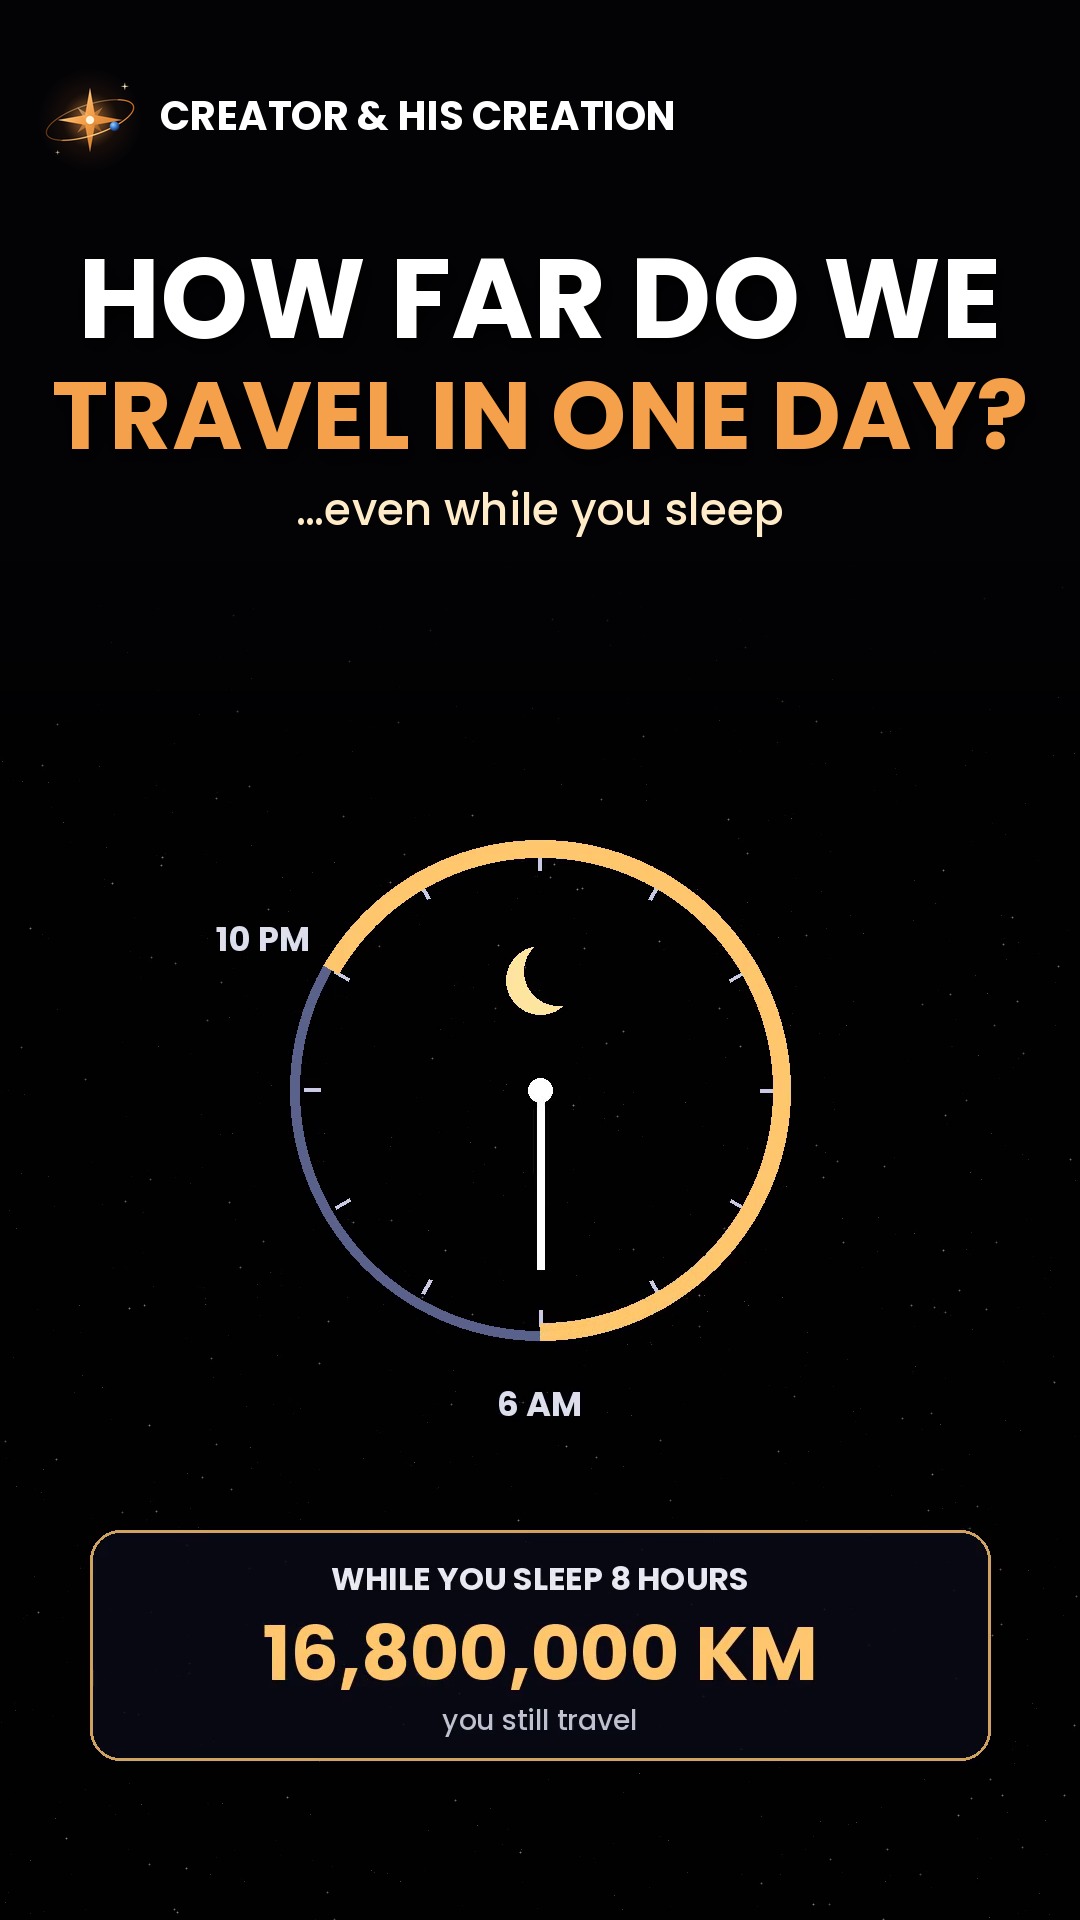 CREATOR & HIS CREATION
HOW FAR DO WE
TRAVEL IN ONE DAY?
...even while you sleep
10 PM
6 AM
WHILE YOU SLEEP 8 HOURS
16,800,000 KM
you still travel